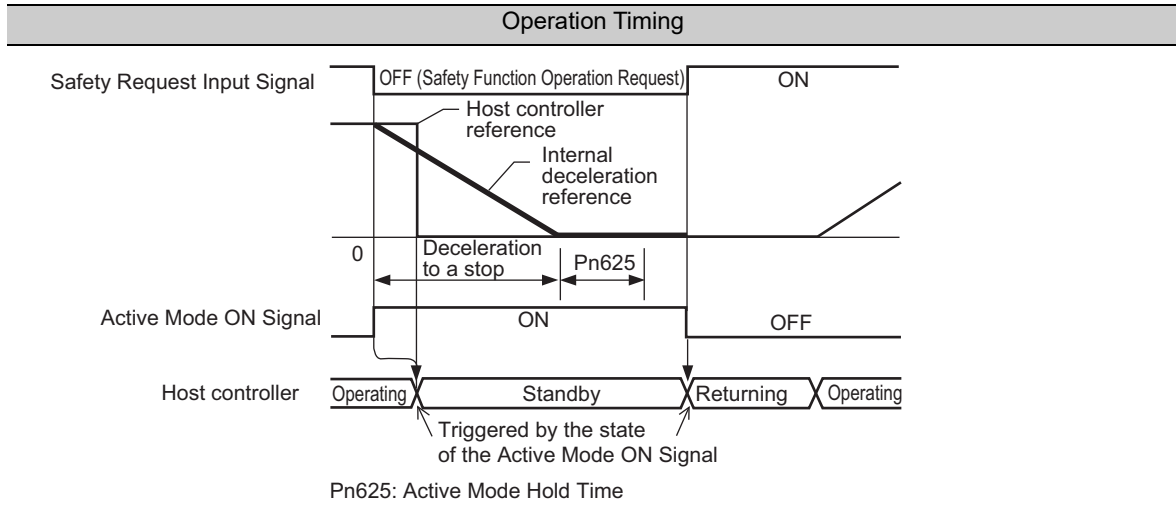 Operation Timing
Safety Request Input Signal
OFF (Safety Function Operation Request)
ON
Host controller
reference
Internal
deceleration
reference
0
Deceleration
to a stop
Pn625
Active Mode ON Signal
ON
OFF
Host controller
Operating
Standby
Returning
Operating
Triggered by the state
of the Active Mode ON Signal
Pn625: Active Mode Hold Time